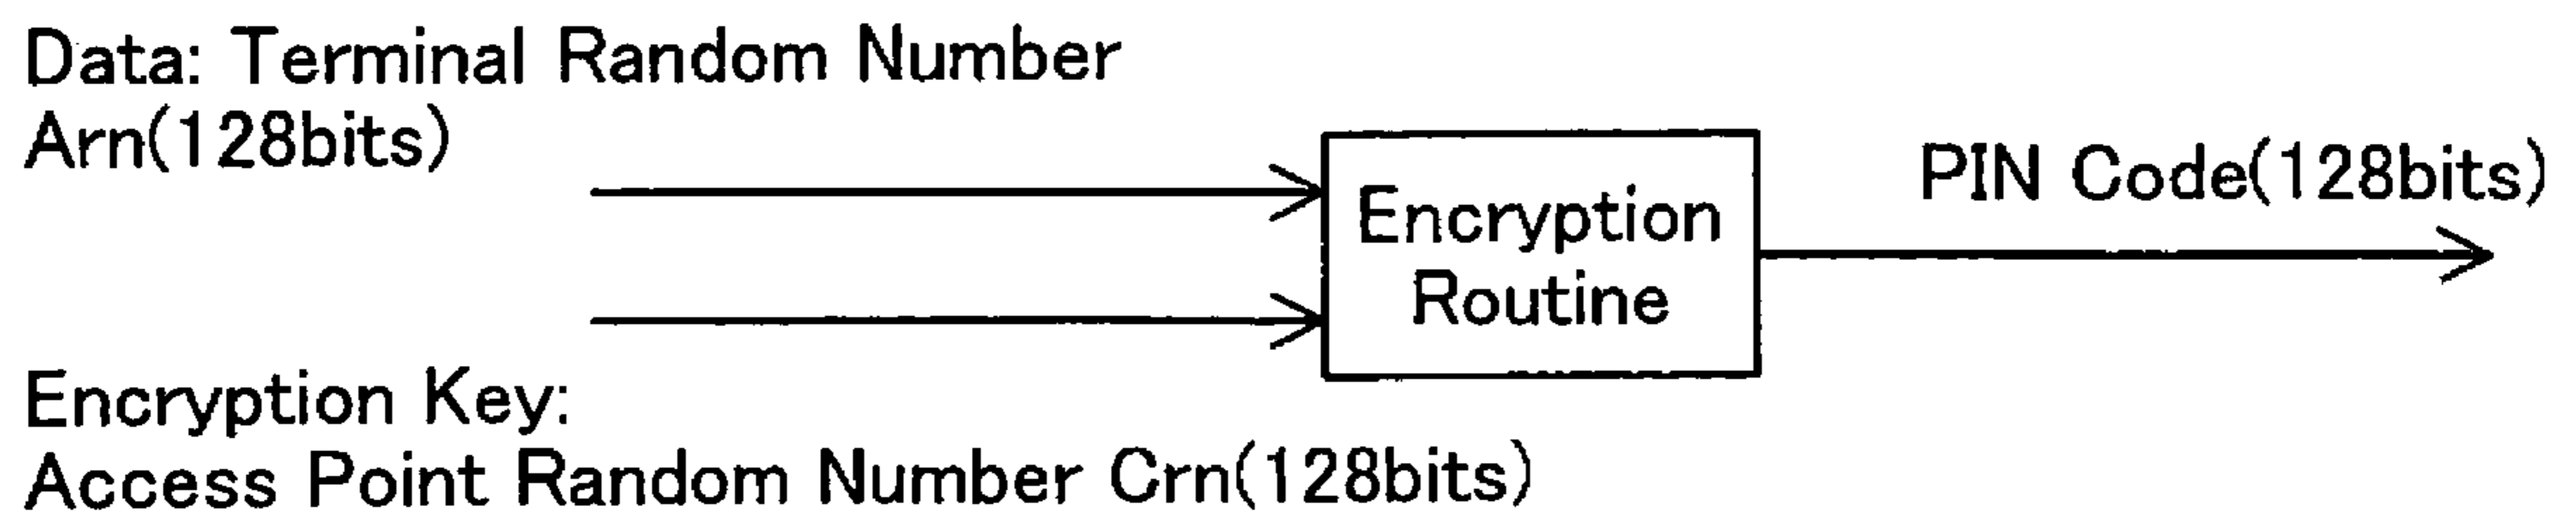 Data: Terminal Random Number
Arn(128bits)
Encryption
Routine
PIN Code(128bits)
Encryption Key:
Access Point Random Number Crn(128bits)